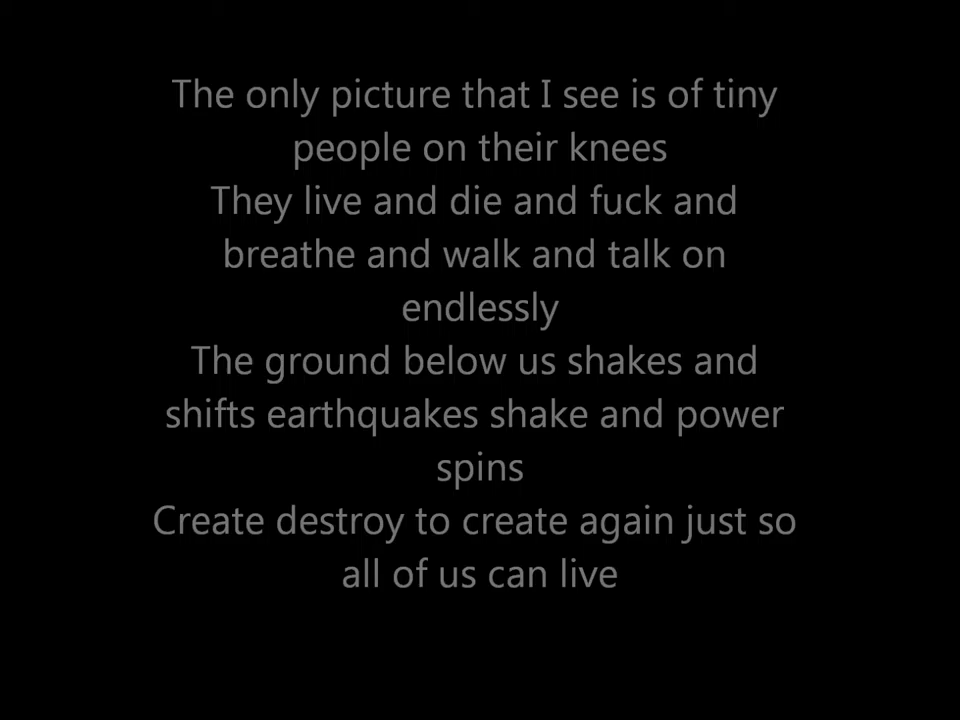 The only picture that I see is of tiny
people on their knees
They live and die and fuck and
breathe and walk and talk on
endlessly
The ground below us shakes and
shifts earthquakes shake and power
spins
Create destroy to create again just so
all of us can live